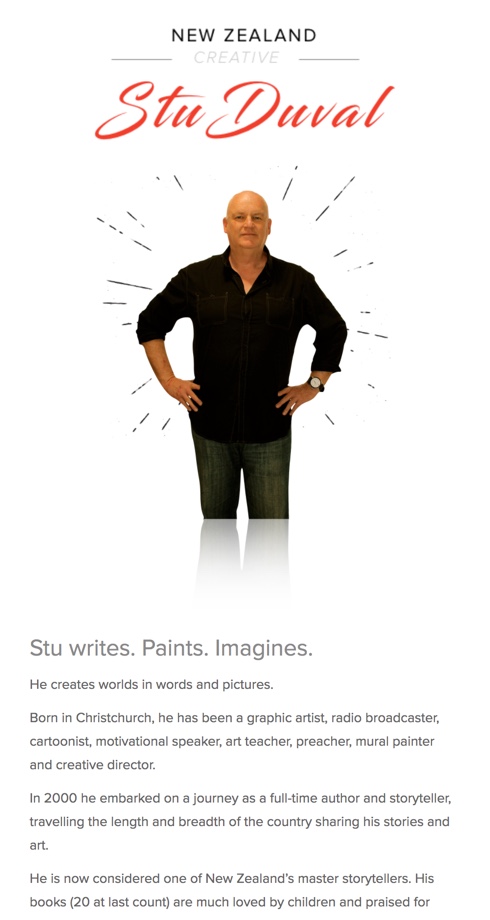 NEW ZEALAND
CREATIVE
Stu Duval
Stu writes. Paints. Imagines.
He creates worlds in words and pictures.
Born in Christchurch, he has been a graphic artist, radio broadcaster,
cartoonist, motivational speaker, art teacher, preacher, mural painter
and creative director.
In 2000 he embarked on a journey as a full-time author and storyteller,
travelling the length and breadth of the country sharing his stories and
art.
He is now considered one of New Zealand's master storytellers. His
books (20 at last count) are much loved by children and praised for